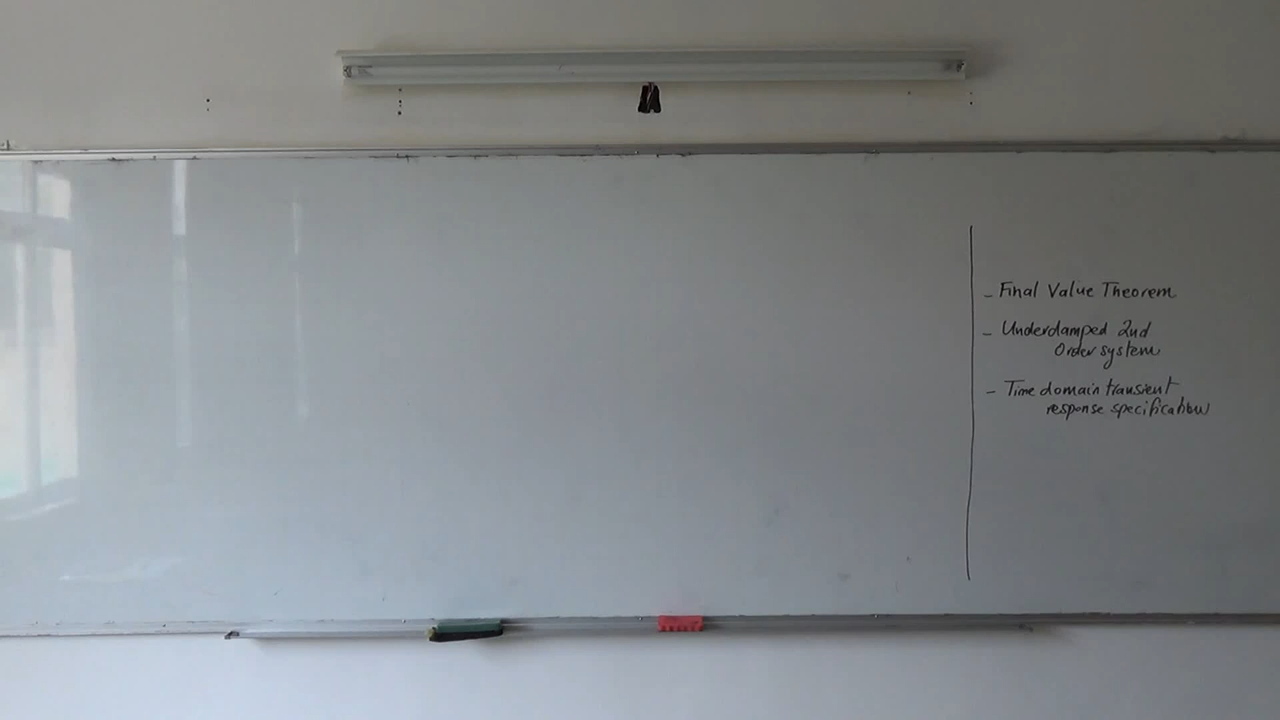 - Final Value Theorem
- Underdamped 2nd
Order system
- Time domain transient
response specification